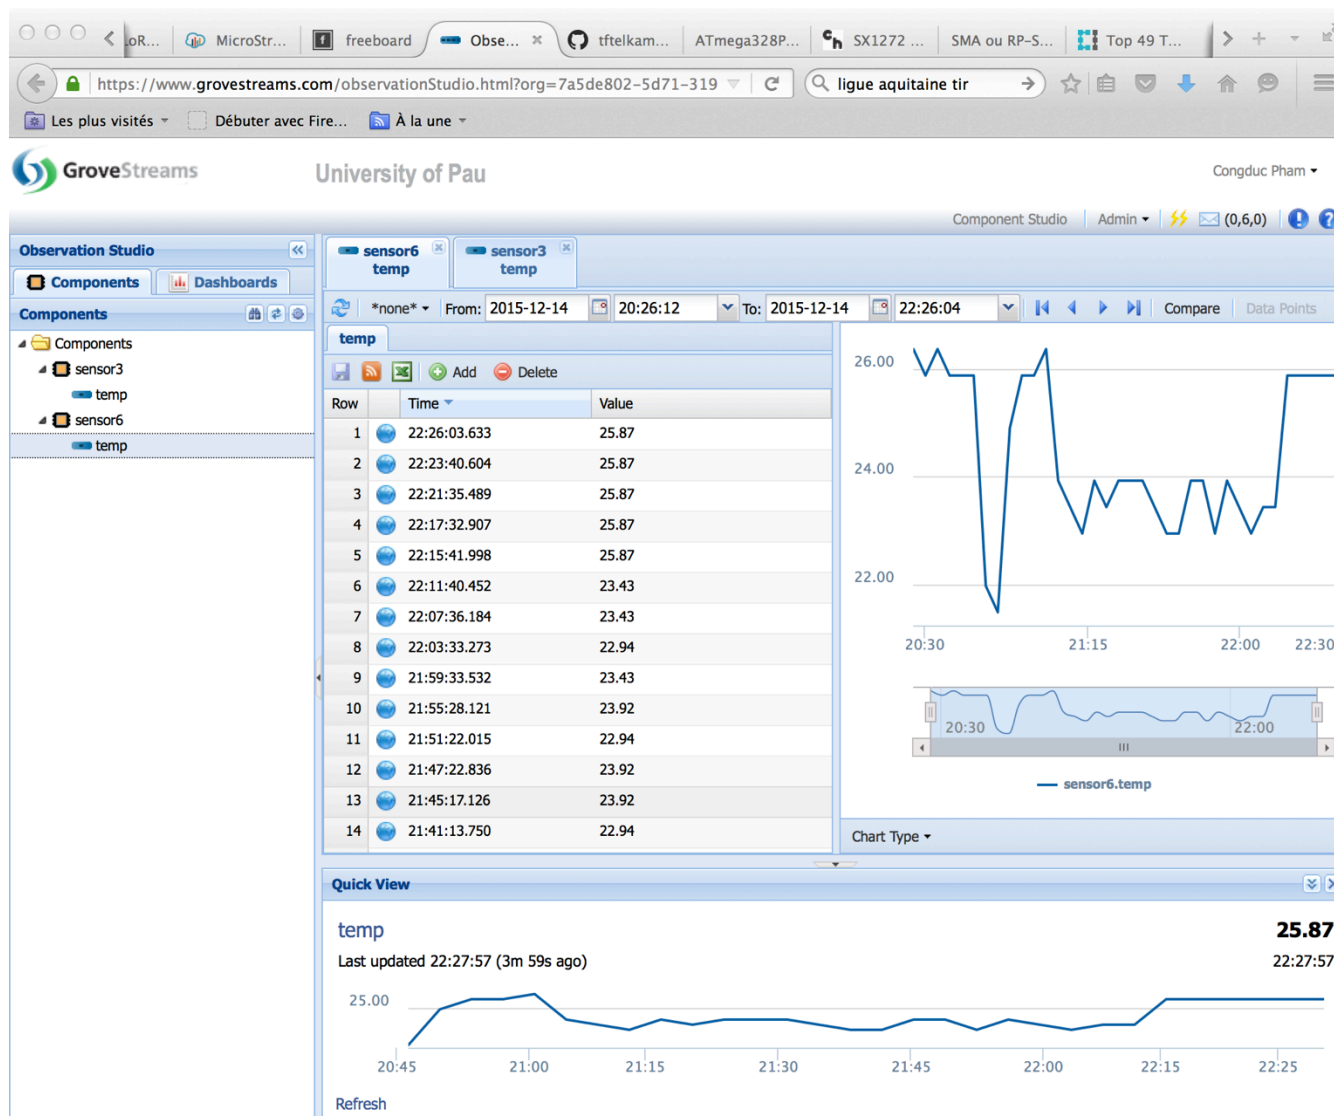 .oR... MicroStr... freeboard Obse... tftelkam... ATmega328P... SX1272 ... SMA ou RP-S... Top 49 T...
https://www.grovestreams.com/observationStudio.html?org=7a5de802-5d71-319 ligue aquitaine tir
Les plus visités Débuter avec Fire... À la une
GroveStreams University of Pau Congduc Pham
Component Studio Admin (0,6,0)
Observation Studio
sensor6 temp sensor3 temp
Components Dashboards
*none* From: 2015-12-14 20:26:12 To: 2015-12-14 22:26:04 Compare Data Points
Components
Components
sensor3
temp
sensor6
temp
temp
Add Delete
Row Time Value
1 22:26:03.633 25.87
2 22:23:40.604 25.87
3 22:21:35.489 25.87
4 22:17:32.907 25.87
5 22:15:41.998 25.87
6 22:11:40.452 23.43
7 22:07:36.184 23.43
8 22:03:33.273 22.94
9 21:59:33.532 23.43
10 21:55:28.121 23.92
11 21:51:22.015 22.94
12 21:47:22.836 23.92
13 21:45:17.126 23.92
14 21:41:13.750 22.94
26.00
24.00
22.00
20:30 21:15 22:00 22:30
20:30 22:00
sensor6.temp
Chart Type
Quick View
temp 25.87
Last updated 22:27:57 (3m 59s ago) 22:27:57
25.00
20:45 21:00 21:15 21:30 21:45 22:00 22:15 22:25
Refresh